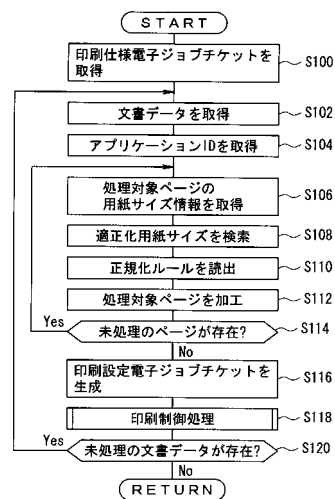 START
印刷仕様電子ジョブチケットを
取得
S100
文書データを取得
S102
アプリケーションIDを取得
S104
処理対象ページの
用紙サイズ情報を取得
S106
適正化用紙サイズを検索
S108
正規化ルールを読出
S110
処理対象ページを加工
S112
Yes
未処理のページが存在?
S114
No
印刷設定電子ジョブチケットを
生成
S116
印刷制御処理
S118
Yes
未処理の文書データが存在?
S120
No
RETURN